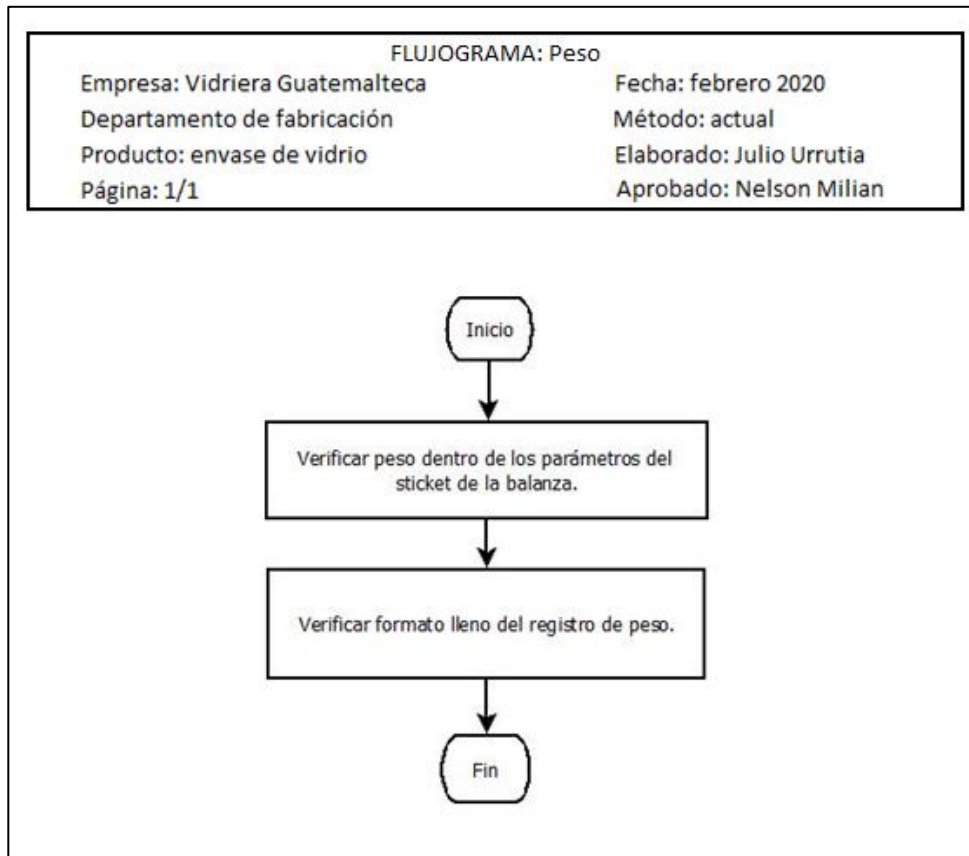 FLUJOGRAMA: Peso
Empresa: Vidriera Guatemalteca
Fecha: febrero 2020
Departamento de fabricación
Método: actual
Producto: envase de vidrio
Elaborado: Julio Urrutia
Página: 1/1
Aprobado: Nelson Milian
Inicio
Verificar peso dentro de los parámetros del
sticket de la balanza.
Verificar formato lleno del registro de peso.
Fin